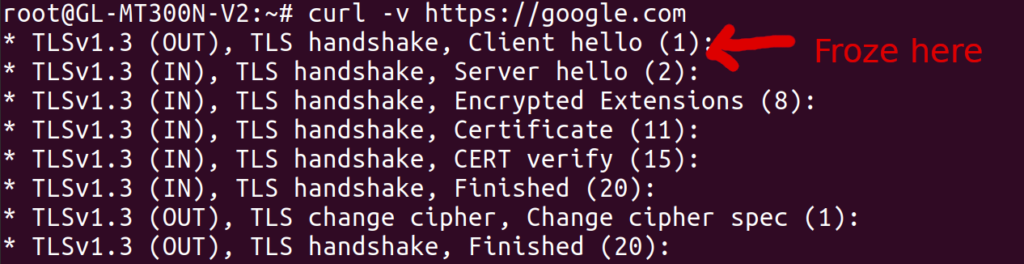 root@GL-MT300N-V2:~# curl -v https://google.com
* TLSv1.3 (OUT), TLS handshake, Client hello (1):
Froze here
* TLSv1.3 (IN), TLS handshake, Server hello (2):
* TLSv1.3 (IN), TLS handshake, Encrypted Extensions (8):
* TLSv1.3 (IN), TLS handshake, Certificate (11):
* TLSv1.3 (IN), TLS handshake, CERT verify (15):
* TLSv1.3 (IN), TLS handshake, Finished (20):
* TLSv1.3 (OUT), TLS change cipher, Change cipher spec (1):
* TLSv1.3 (OUT), TLS handshake, Finished (20):